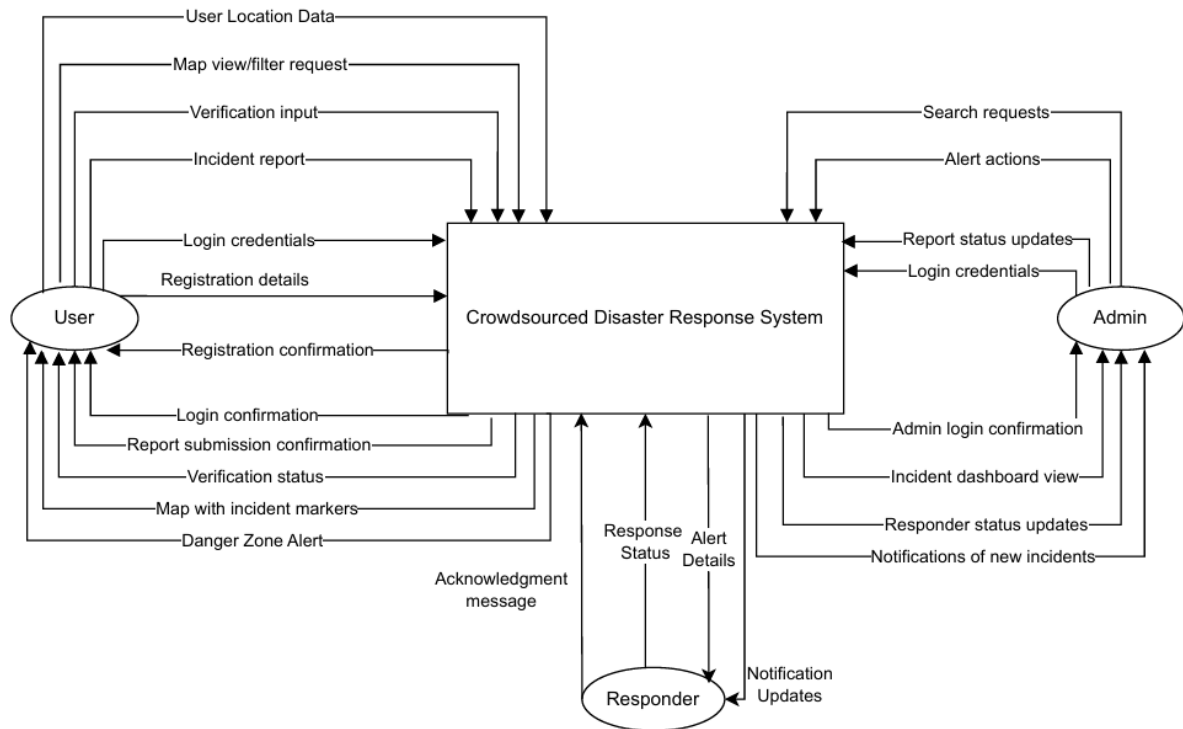 User Location Data
Map view/filter request
Verification input
Search requests
Incident report
Alert actions
Login credentials
Report status updates
Registration details
Login credentials
User
Crowdsourced Disaster Response System
Admin
Registration confirmation
Login confirmation
Admin login confirmation
Report submission confirmation
Verification status
Incident dashboard view
Map with incident markers
Responder status updates
Danger Zone Alert
Response
Status
Alert
Details
Notifications of new incidents
Acknowledgment
message
Responder
Notification
Updates